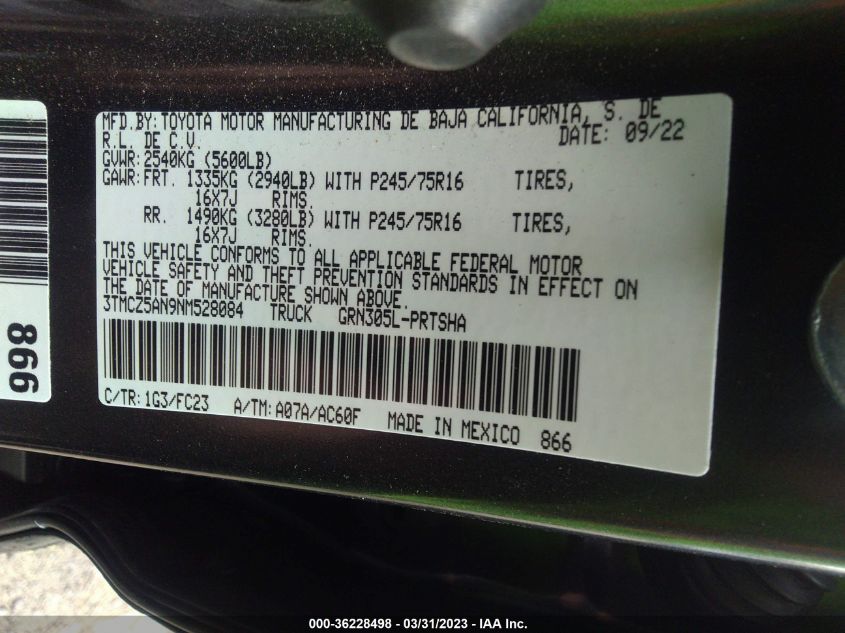 MFD.BY:TOYOTA MOTOR MANUFACTURING DE BAJA CALIFORNIA, S. DE
R.L. DE C.V. DATE: 09/22
GVWR:2540KG (5600LB)
GAWR:FRT. 1335KG (2940LB) WITH P245/75R16 TIRES,
16X7J RIMS.
RR. 1490KG (3280LB) WITH P245/75R16 TIRES,
16X7J RIMS.
THIS VEHICLE CONFORMS TO ALL APPLICABLE FEDERAL MOTOR
VEHICLE SAFETY AND THEFT PREVENTION STANDARDS IN EFFECT ON
THE DATE OF MANUFACTURE SHOWN ABOVE.
3TMCZ5AN9NM528084 TRUCK GRN305L-PRTSHA
C/TR:1G3/FC23 A/TM:A07A/AC60F MADE IN MEXICO 866
866
000-36228498 - 03/31/2023 - IAA Inc.